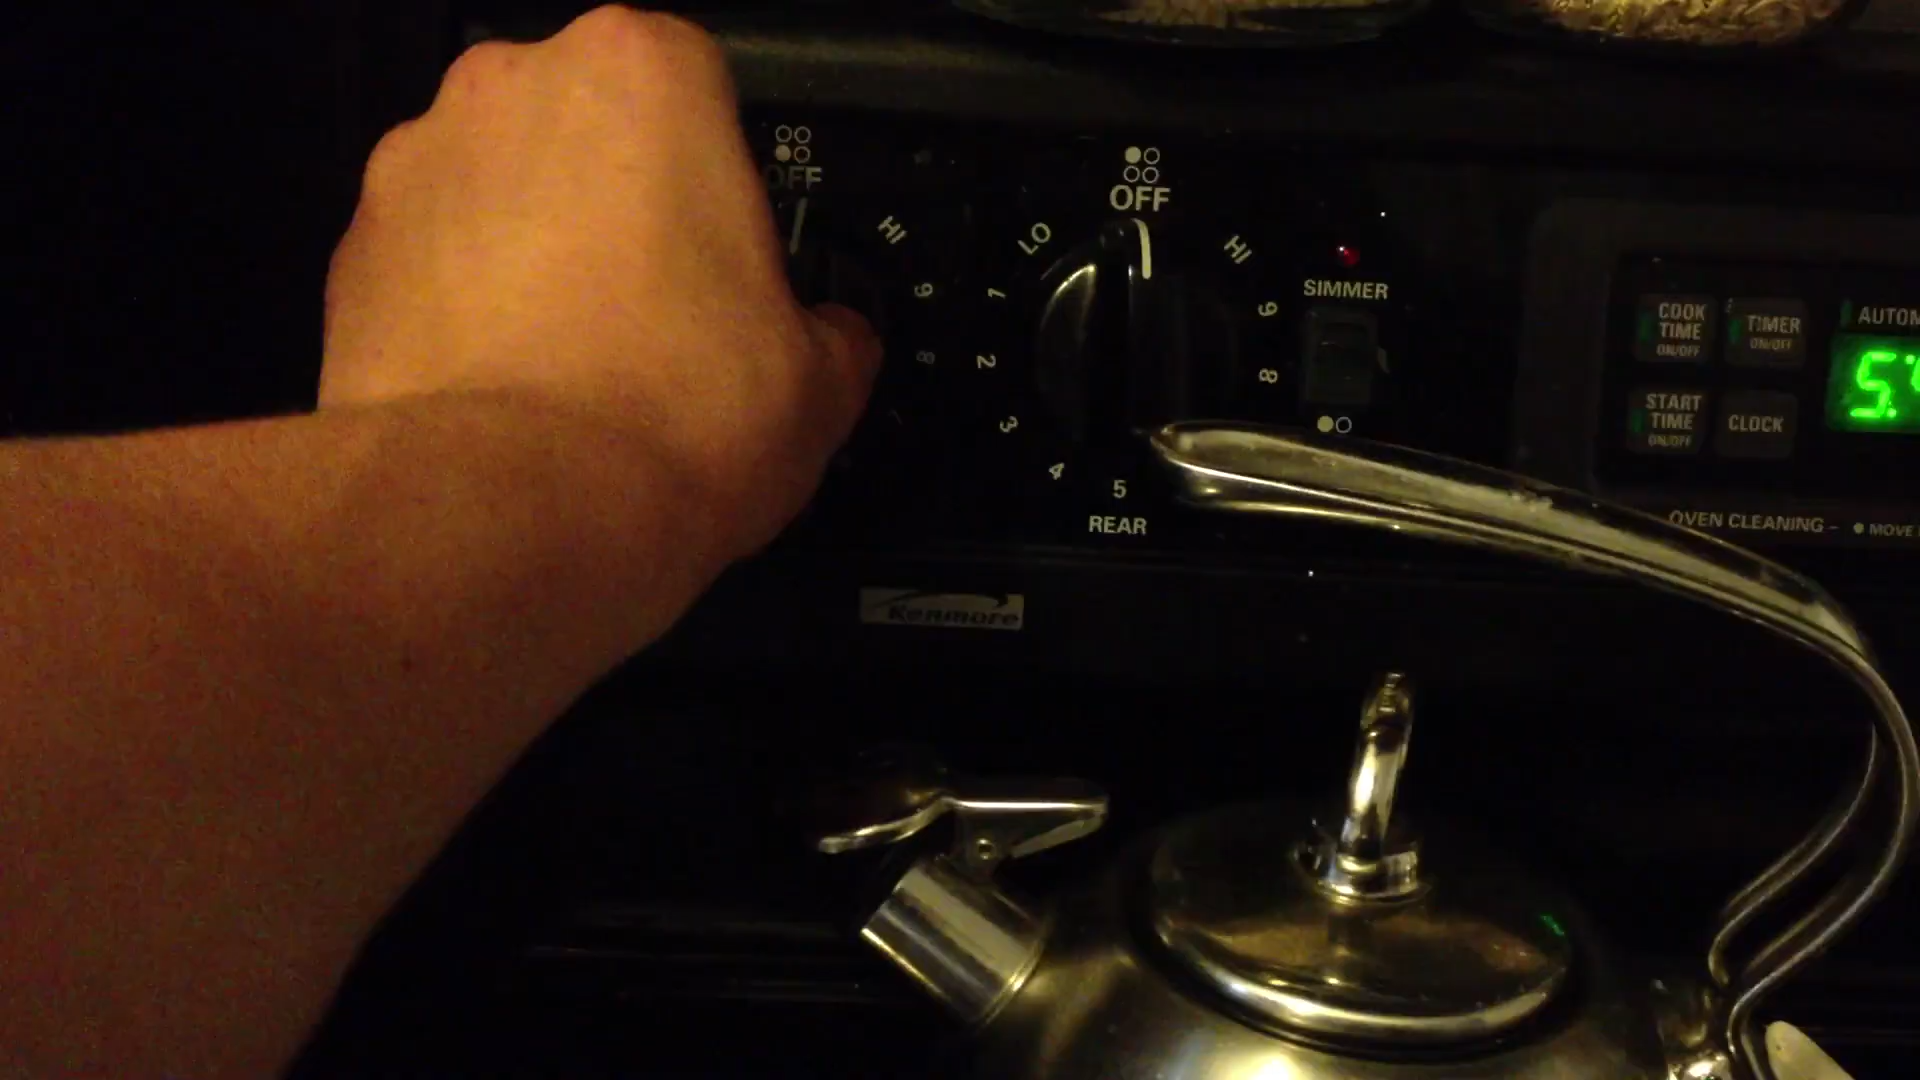 OFF
HI
9
8
OFF
LO
HI
1
2
3
4
5
9
8
REAR
SIMMER
COOK
TIME
ON/OFF
TIMER
ON/OFF
START
TIME
ON/OFF
CLOCK
OVEN CLEANING –
MOVE
Kenmore